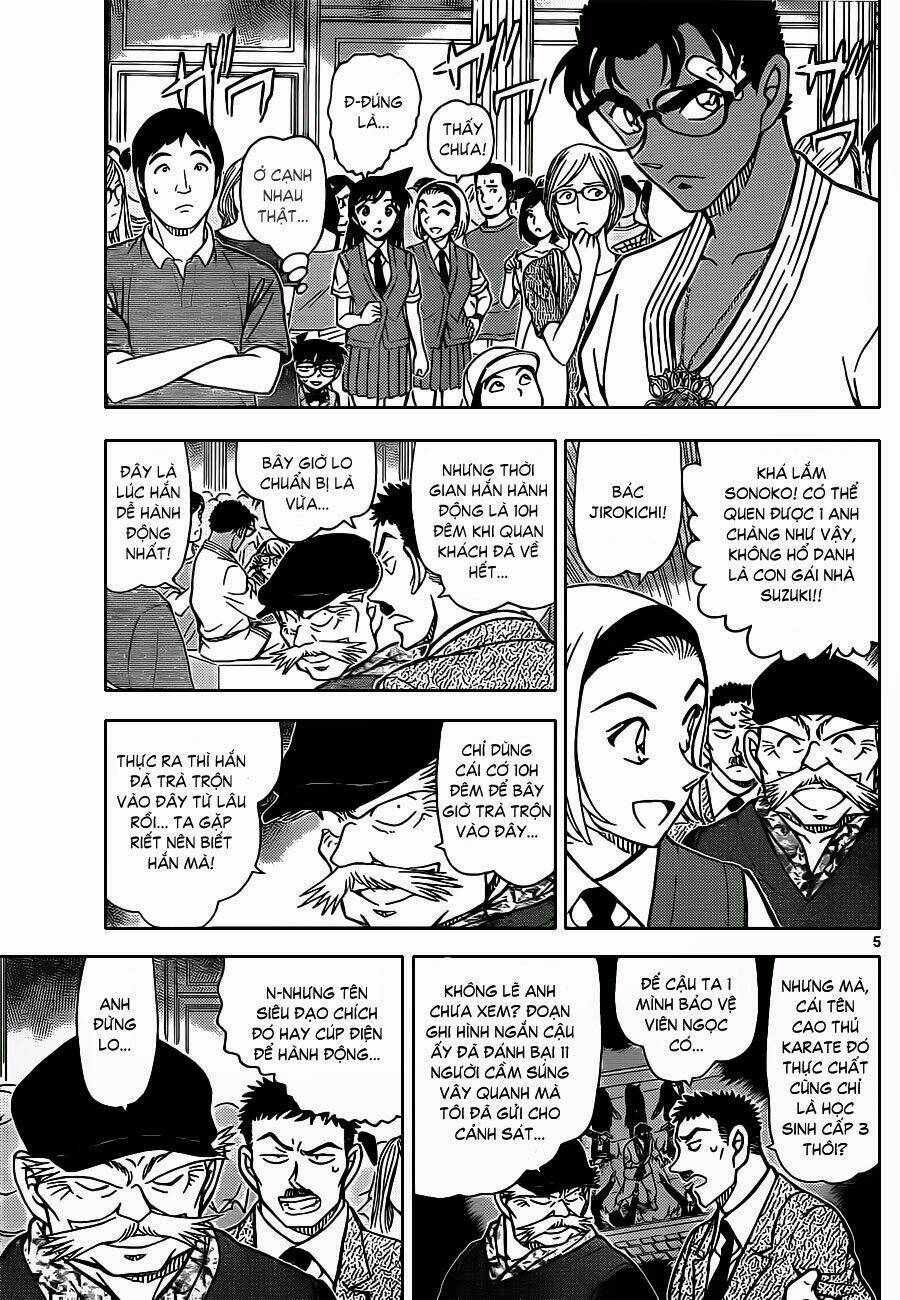 THẤY
CHƯA!
Đ-ĐÚNG
LÀ...
Ở CẠNH
NHAU
THẬT...
KHÁ LẮM
SONOKO! CÓ THỂ
QUEN ĐƯỢC 1 ANH
CHÀNG NHƯ VẬY,
KHÔNG HỔ DANH
LÀ CON GÁI NHÀ
SUZUKI!!
BÁC
JIROKICHI!
NHƯNG THỜI
GIAN HẮN HÀNH
ĐỘNG LÀ 10H
ĐÊM KHI QUAN
KHÁCH ĐÃ VỀ
HẾT...
BÂY GIỜ LO
CHUẨN BỊ LÀ
VỪA...
ĐÂY LÀ
LÚC HẮN
DỄ HÀNH
ĐỘNG
NHẤT!
CHỈ DÙNG
CÁI CỚ 10H
ĐÊM ĐỂ BÂY
GIỜ TRÀ TRỘN
VÀO ĐÂY...
THỰC RA THÌ HẮN
ĐÃ TRÀ TRỘN
VÀO ĐÂY TỪ LÂU
RỒI... TA GẶP
RIẾT NÊN BIẾT
HẮN MÀ!
5
NHƯNG MÀ,
CÁI TÊN
CAO THỦ
KARATE ĐÓ
THỰC CHẤT
CŨNG CHỈ
LÀ HỌC
SINH CẤP 3
THÔI?
ĐỂ CẬU TA 1
MÌNH BẢO VỆ
VIÊN NGỌC
CÓ...
KHÔNG LẼ ANH
CHƯA XEM? ĐOẠN
GHI HÌNH NGẮN CẬU
ẤY ĐÃ ĐÁNH BẠI 11
NGƯỜI CẦM SÚNG
VÂY QUANH MÀ
TÔI ĐÃ GỬI CHO
CẢNH SÁT...
N-NHƯNG TÊN
SIÊU ĐẠO CHÍCH
ĐÓ HAY CÚP ĐIỆN
ĐỂ HÀNH ĐỘNG...
ANH
ĐỪNG
LO...